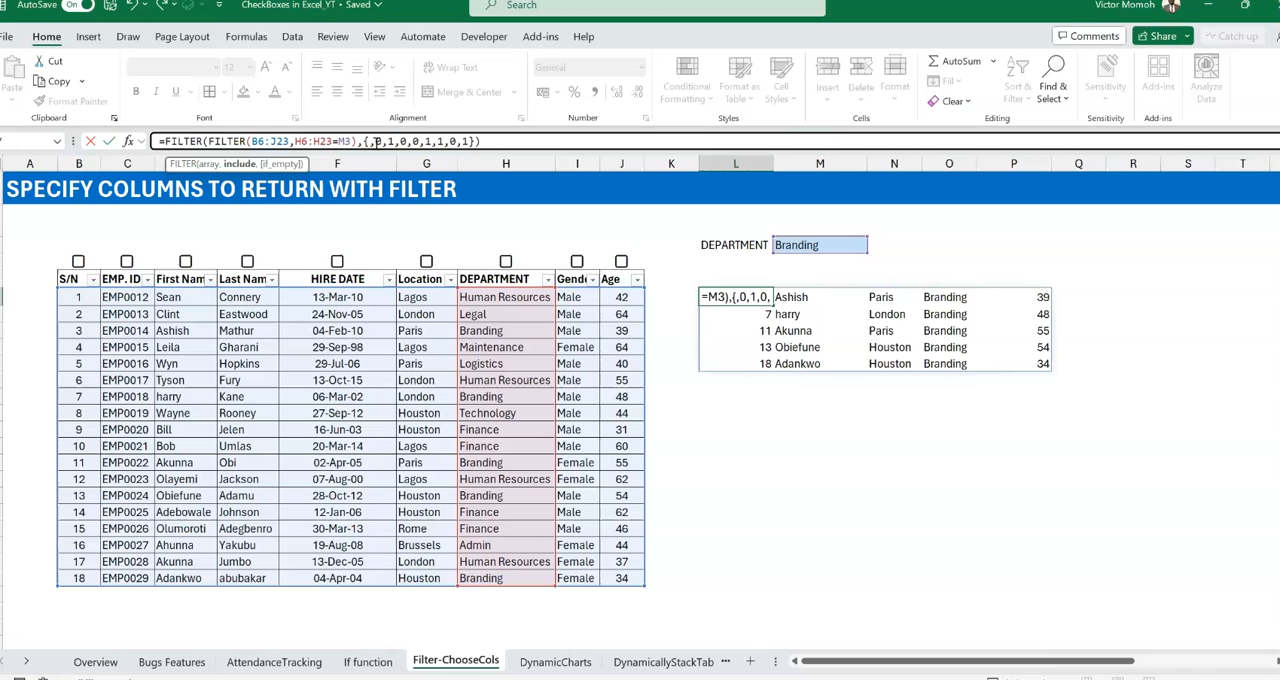 AutoSave On CheckBoxes in Excel_YT • Saved Search Victor Momoh
File Home Insert Draw Page Layout Formulas Data Review View Automate Developer Add-ins Help Comments Share Catch up
Paste Cut Copy Format Painter 12 Wrap Text Merge & Center General Conditional Formatting Format as Table Cell Styles Insert Delete Format AutoSum Fill Clear Sort & Filter Find & Select Sensitivity Add-ins Analyze Data
Clipboard Font Alignment Number Styles Cells Editing Sensitivity Add-ins
fx =FILTER(FILTER(B6:J23,H6:H23=M3),{,0,1,0,0,1,1,0,1})
A B C F G H I J K L M N O P Q R S T
FILTER(array, include, [if_empty])
SPECIFY COLUMNS TO RETURN WITH FILTER
DEPARTMENT Branding
S/N EMP. ID First Nam Last Nam HIRE DATE Location DEPARTMENT Gende Age
1 EMP0012 Sean Connery 13-Mar-10 Lagos Human Resources Male 42 =M3),{,0,1,0, Ashish Paris Branding 39
2 EMP0013 Clint Eastwood 24-Nov-05 London Legal Male 64 7 harry London Branding 48
3 EMP0014 Ashish Mathur 04-Feb-10 Paris Branding Male 39 11 Akunna Paris Branding 55
4 EMP0015 Leila Gharani 29-Sep-98 Lagos Maintenance Female 64 13 Obiefune Houston Branding 54
5 EMP0016 Wyn Hopkins 29-Jul-06 Paris Logistics Male 40 18 Adankwo Houston Branding 34
6 EMP0017 Tyson Fury 13-Oct-15 London Human Resources Male 55
7 EMP0018 harry Kane 06-Mar-02 London Branding Male 48
8 EMP0019 Wayne Rooney 27-Sep-12 Houston Technology Male 44
9 EMP0020 Bill Jelen 16-Jun-03 Houston Finance Male 31
10 EMP0021 Bob Umlas 20-Mar-14 Lagos Finance Male 60
11 EMP0022 Akunna Obi 02-Apr-05 Paris Branding Female 55
12 EMP0023 Olayemi Jackson 07-Aug-00 Lagos Human Resources Female 62
13 EMP0024 Obiefune Adamu 28-Oct-12 Houston Branding Male 54
14 EMP0025 Adebowale Johnson 12-Jan-06 Houston Finance Male 62
15 EMP0026 Olumoroti Adegbenro 30-Mar-13 Rome Finance Male 46
16 EMP0027 Ahunna Yakubu 19-Aug-08 Brussels Admin Female 44
17 EMP0028 Akunna Jumbo 13-Dec-05 London Human Resources Female 37
18 EMP0029 Adankwo abubakar 04-Apr-04 Houston Branding Female 34
Overview Bugs Features AttendanceTracking If function Filter-ChooseCols DynamicCharts DynamicallyStackTab